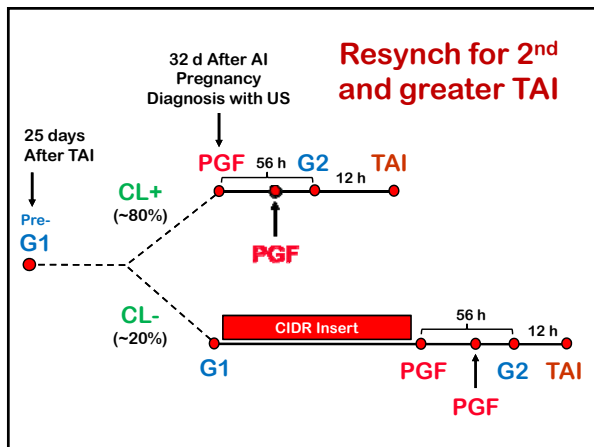 Resynch for 2nd
and greater TAI
32 d After AI
Pregnancy
Diagnosis with US
25 days
After TAI
PGF
56 h
G2
12 h
TAI
CL+
(~80%)
Pre-
G1
PGF
CL-
(~20%)
CIDR Insert
56 h
12 h
G1
PGF
G2
TAI
PGF